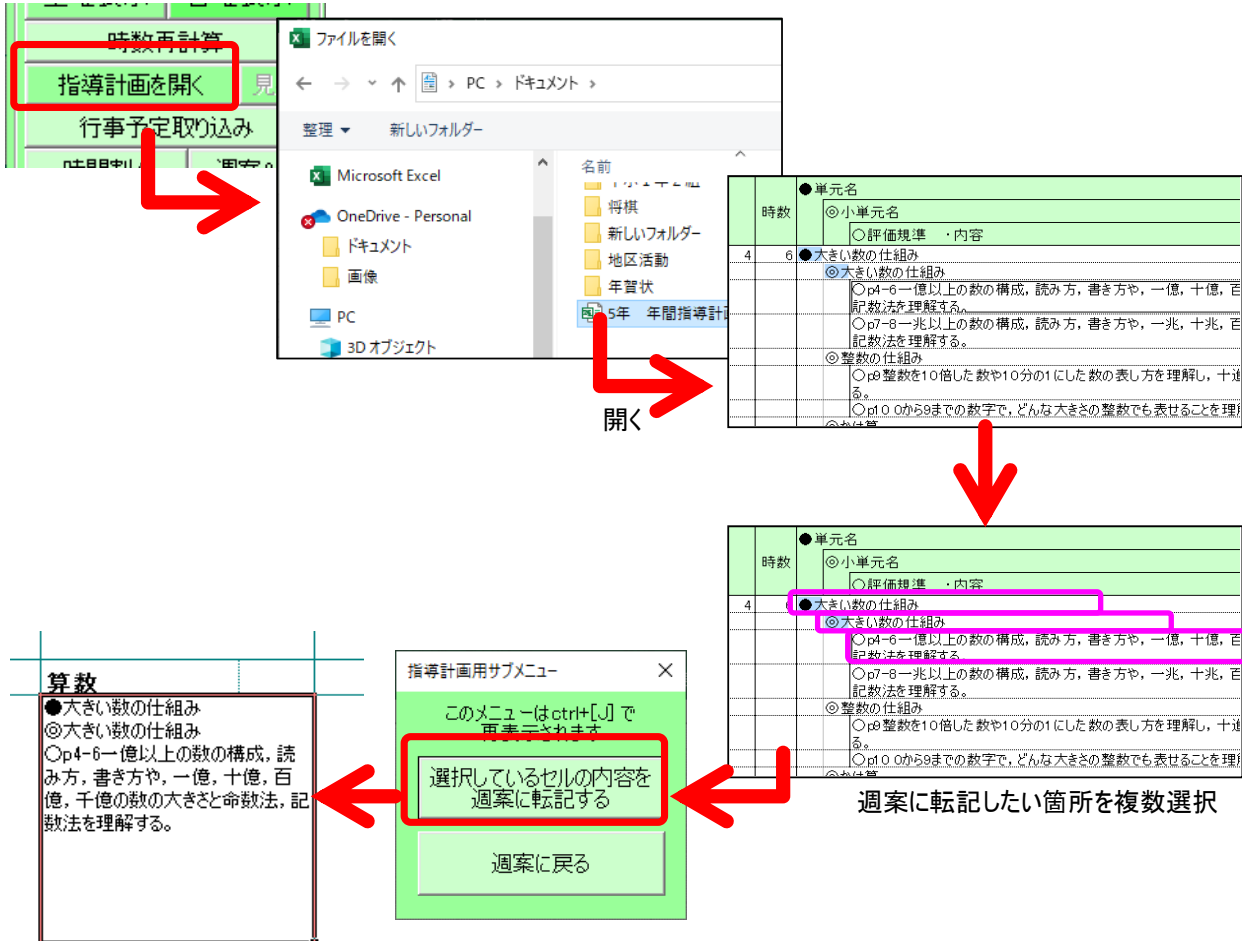 時数再計算
指導計画を開く
見
行事予定取り込み
ファイルを開く
PC › ドキュメント ›
整理 新しいフォルダー
Microsoft Excel
OneDrive - Personal
ドキュメント
画像
PC
3D オブジェクト
名前
将棋
新しいフォルダー
地区活動
年賀状
5年 年間指導計画
開く
時数
●単元名
◎小単元名
○評価規準 ・内容
4 6 ●大きい数の仕組み
◎大きい数の仕組み
○p4-6一億以上の数の構成，読み方，書き方や，一億，十億，百
記数法を理解する。
○p7-8一兆以上の数の構成，読み方，書き方や，一兆，十兆，百
記数法を理解する。
◎整数の仕組み
○p9整数を10倍した数や10分の1にした数の表し方を理解し，十進
る。
○p10 0から9までの数字で，どんな大きさの整数でも表せることを理解
◎かけ算
時数
●単元名
◎小単元名
○評価規準 ・内容
4 ●大きい数の仕組み
◎大きい数の仕組み
○p4-6一億以上の数の構成，読み方，書き方や，一億，十億，百
記数法を理解する。
○p7-8一兆以上の数の構成，読み方，書き方や，一兆，十兆，百
記数法を理解する。
◎整数の仕組み
○p9整数を10倍した数や10分の1にした数の表し方を理解し，十進
る。
○p10 0から9までの数字で，どんな大きさの整数でも表せることを理解
◎かけ算
週案に転記したい箇所を複数選択
指導計画用サブメニュー
このメニューはctrl+[J] で
再表示されます
選択しているセルの内容を
週案に転記する
週案に戻る
算数
●大きい数の仕組み
◎大きい数の仕組み
○p4-6一億以上の数の構成，読
み方，書き方や，一億，十億，百
億，千億の数の大きさと命数法，記
数法を理解する。